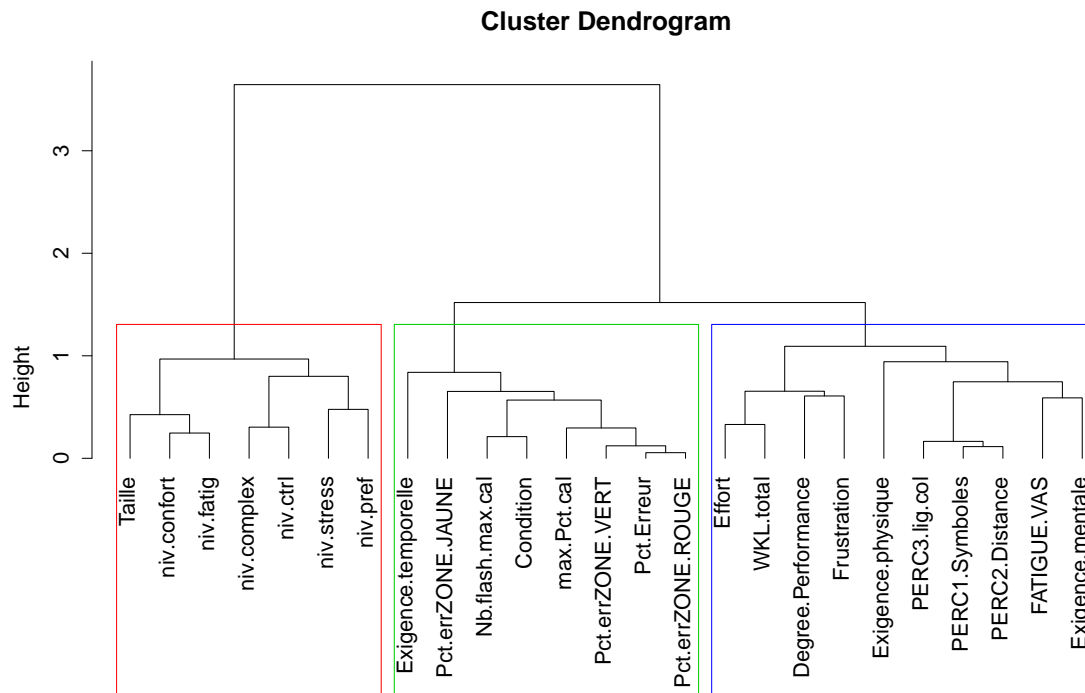 Cluster Dendrogram
Height
0
1
2
3
Taille
niv.confort
niv.fatig
niv.complex
niv.ctrl
niv.stress
niv.pref
Exigence.temporelle
Pct.errZONE.JAUNE
Nb.flash.max.cal
Condition
max.Pct.cal
Pct.errZONE.VERT
Pct.Erreur
Pct.errZONE.ROUGE
Effort
WKL.total
Degree.Performance
Frustration
Exigence.physique
PERC3.lig.col
PERC1.Symboles
PERC2.Distance
FATIGUE.VAS
Exigence.mentale